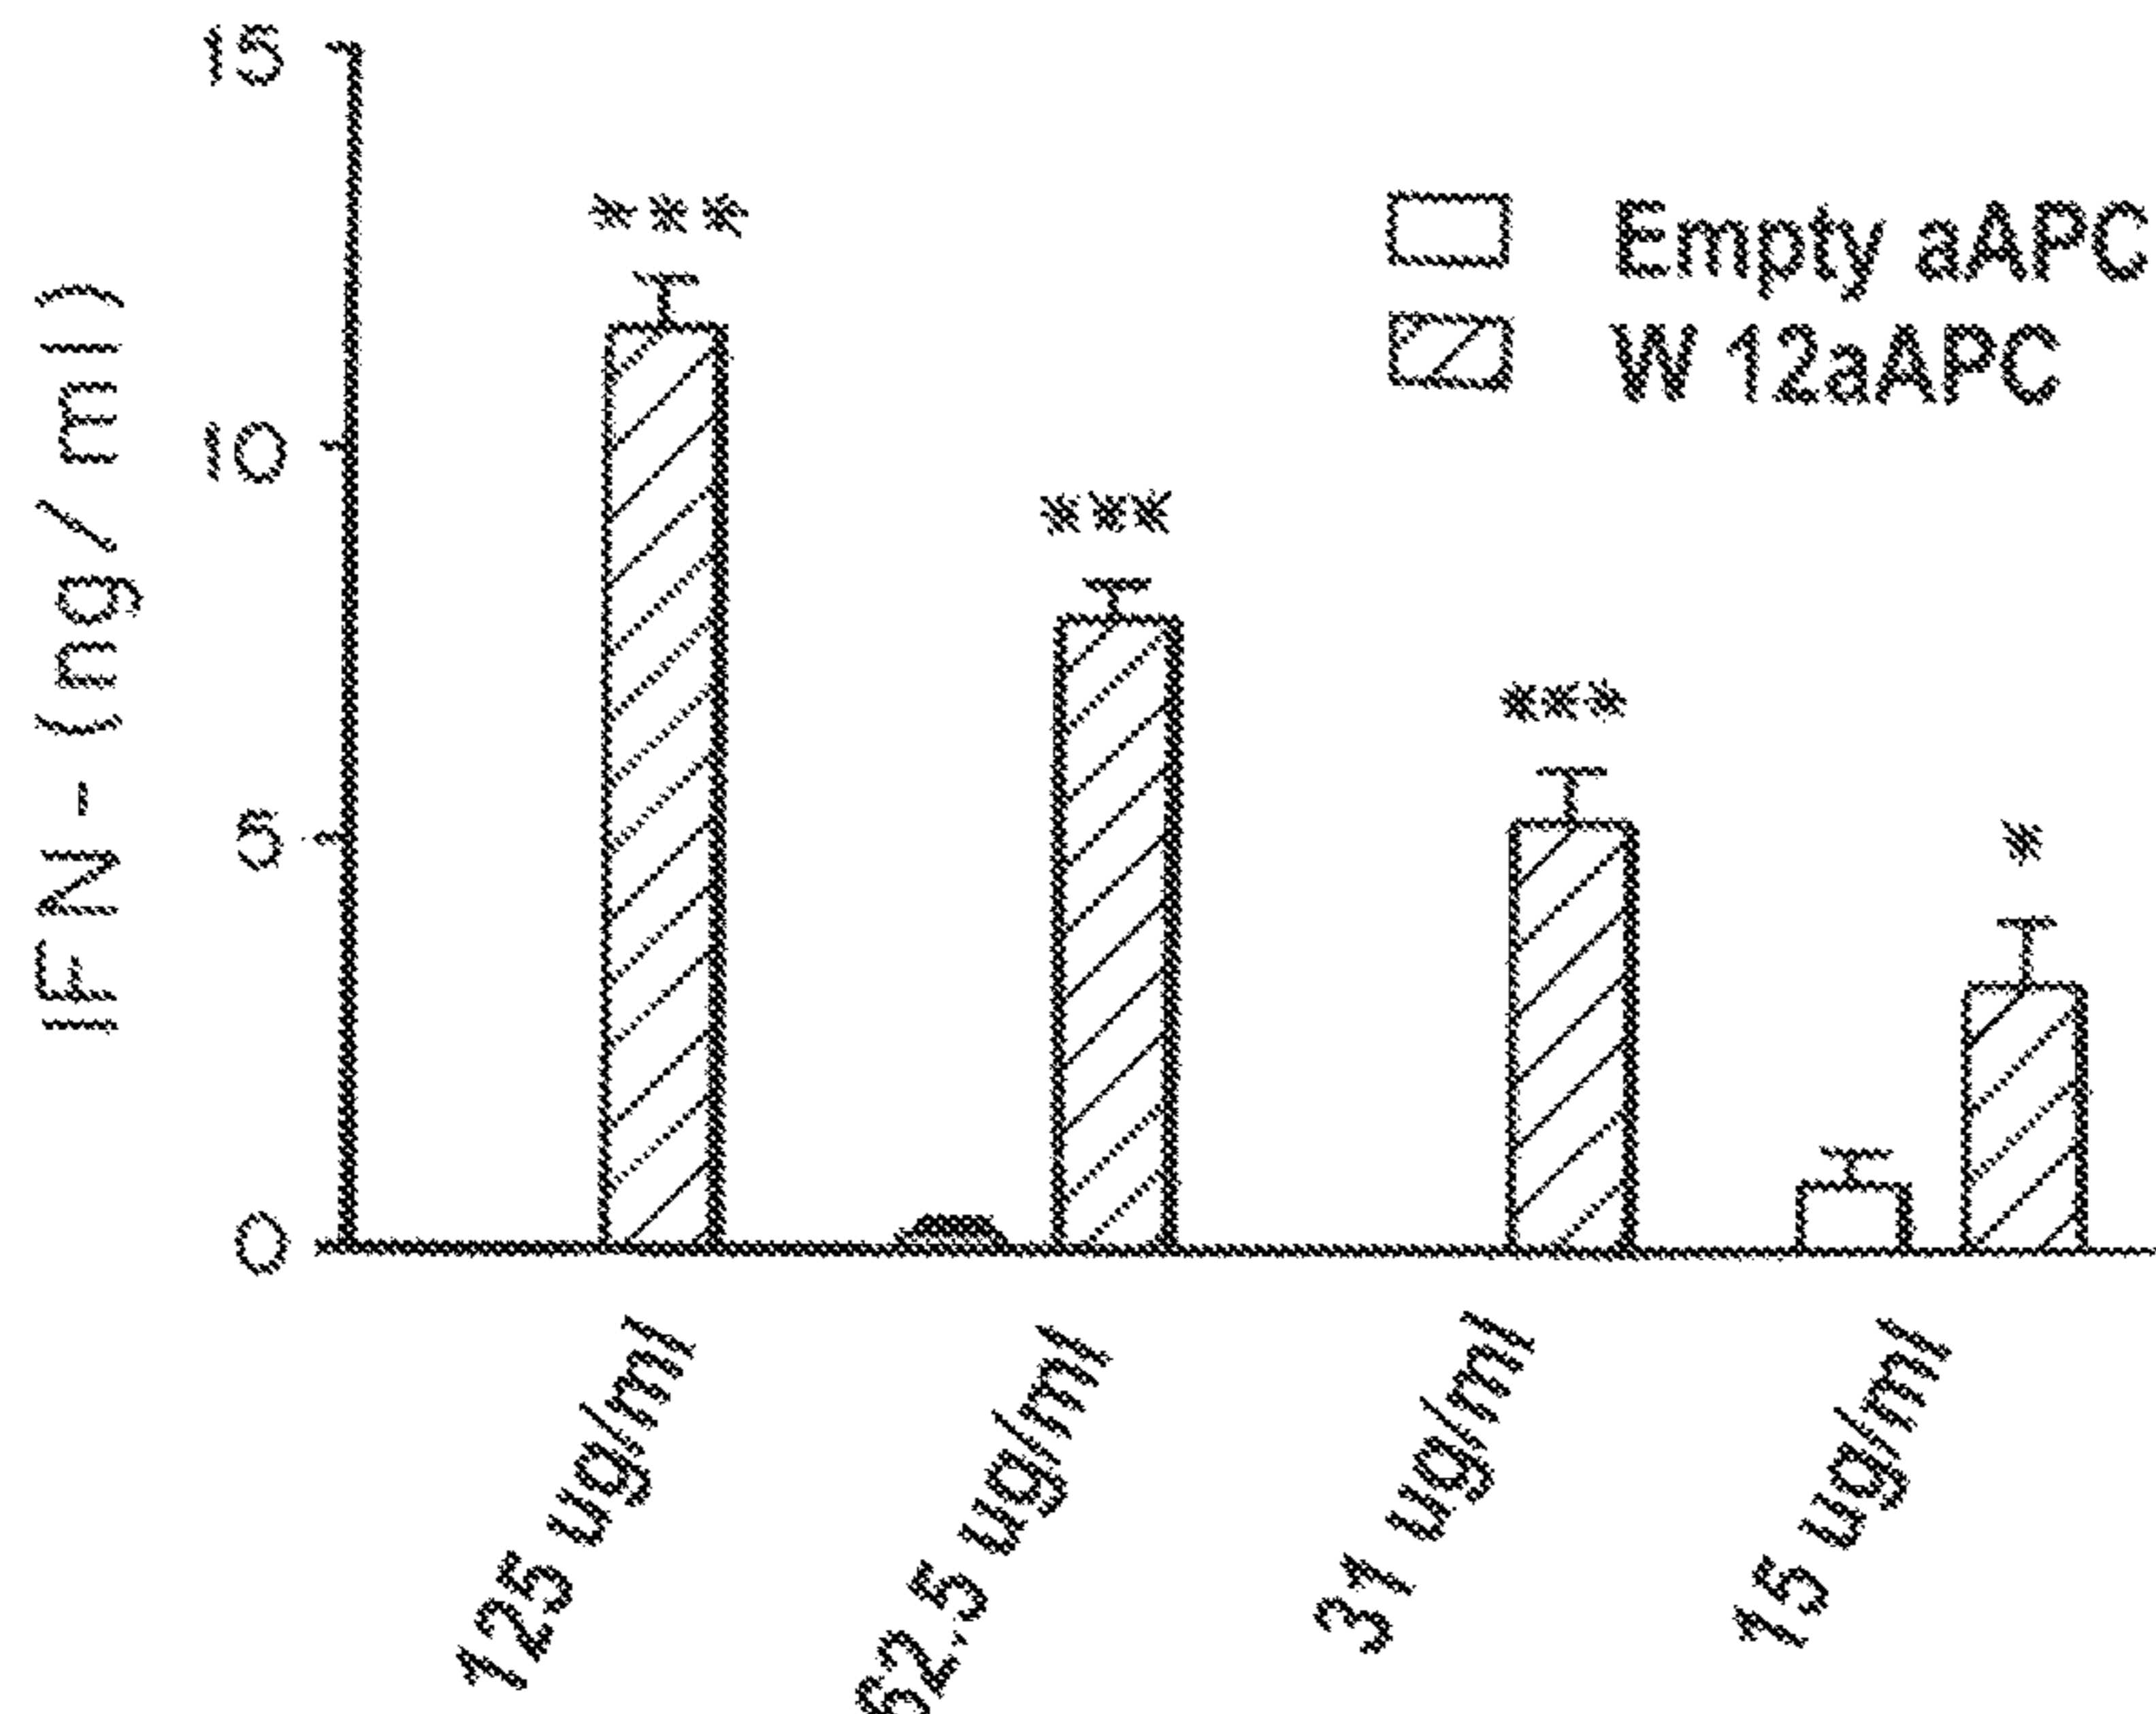 IFN - (ng/ml)
15
10
5
0
***
***
***
*
Empty aAPC
W 12aAPC
125 ug/ml
62,5 ug/ml
31 ug/ml
15 ug/ml